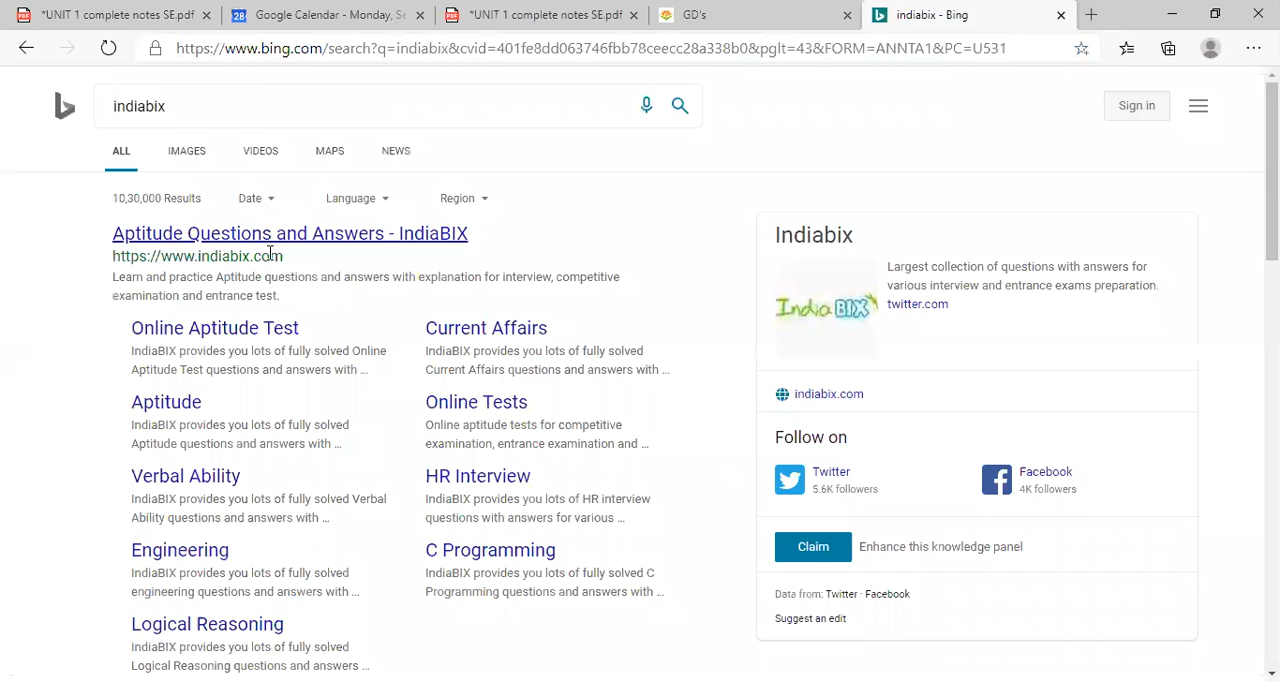 *UNIT 1 complete notes SE.pdf
Google Calendar - Monday, Se
*UNIT 1 complete notes SE.pdf
GD's
indiabix - Bing
https://www.bing.com/search?q=indiabix&cvid=401fe8dd063746fbb78ceecc28a338b0&pglt=43&FORM=ANNTA1&PC=U531
indiabix
Sign in
ALL IMAGES VIDEOS MAPS NEWS
10,30,000 Results Date Language Region
Aptitude Questions and Answers - IndiaBIX
https://www.indiabix.com
Learn and practice Aptitude questions and answers with explanation for interview, competitive
examination and entrance test.
Online Aptitude Test
IndiaBIX provides you lots of fully solved Online
Aptitude Test questions and answers with ...
Current Affairs
IndiaBIX provides you lots of fully solved
Current Affairs questions and answers with ...
Aptitude
IndiaBIX provides you lots of fully solved
Aptitude questions and answers with ...
Online Tests
Online aptitude tests for competitive
examination, entrance examination and ...
Verbal Ability
IndiaBIX provides you lots of fully solved Verbal
Ability questions and answers with ...
HR Interview
IndiaBIX provides you lots of HR interview
questions with answers for various ...
Engineering
IndiaBIX provides you lots of fully solved
engineering questions and answers with ...
C Programming
IndiaBIX provides you lots of fully solved C
Programming questions and answers with ...
Logical Reasoning
IndiaBIX provides you lots of fully solved
Logical Reasoning questions and answers ...
Indiabix
IndiaBIX
Largest collection of questions with answers for
various interview and entrance exams preparation.
twitter.com
indiabix.com
Follow on
Twitter
5.6K followers
Facebook
4K followers
Claim Enhance this knowledge panel
Data from: Twitter · Facebook
Suggest an edit